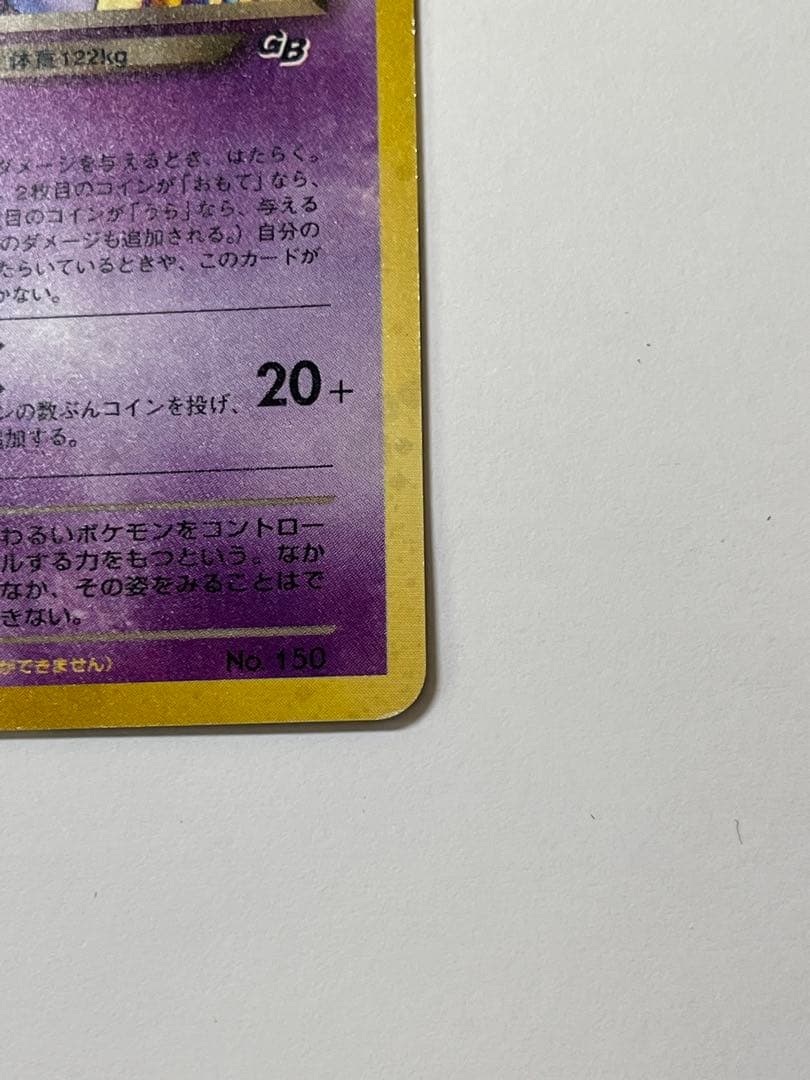 体重122kg
GB
ダメージを与えるとき、はたらく。
2枚目のコインが「おもて」なら、
目のコインが「うら」なら、与える
のダメージも追加される。）自分の
たらいているときや、このカードが
かない。
20+
ンの数ぶんコインを投げ、
追加する。
わるいポケモンをコントロー
ルする力をもつという。なか
なか、その姿をみることはで
きない。
ができません）
No. 150